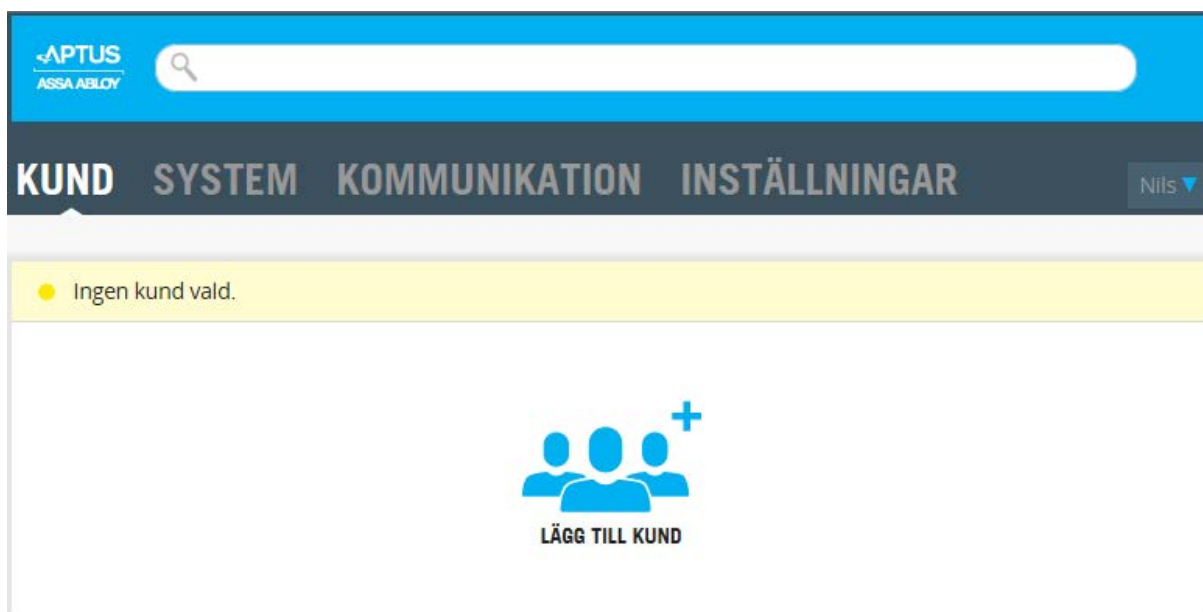 APTUS
ASSA ABLOY
KUND SYSTEM KOMMUNIKATION INSTÄLLNINGAR Nils
Ingen kund vald.
LÄGG TILL KUND